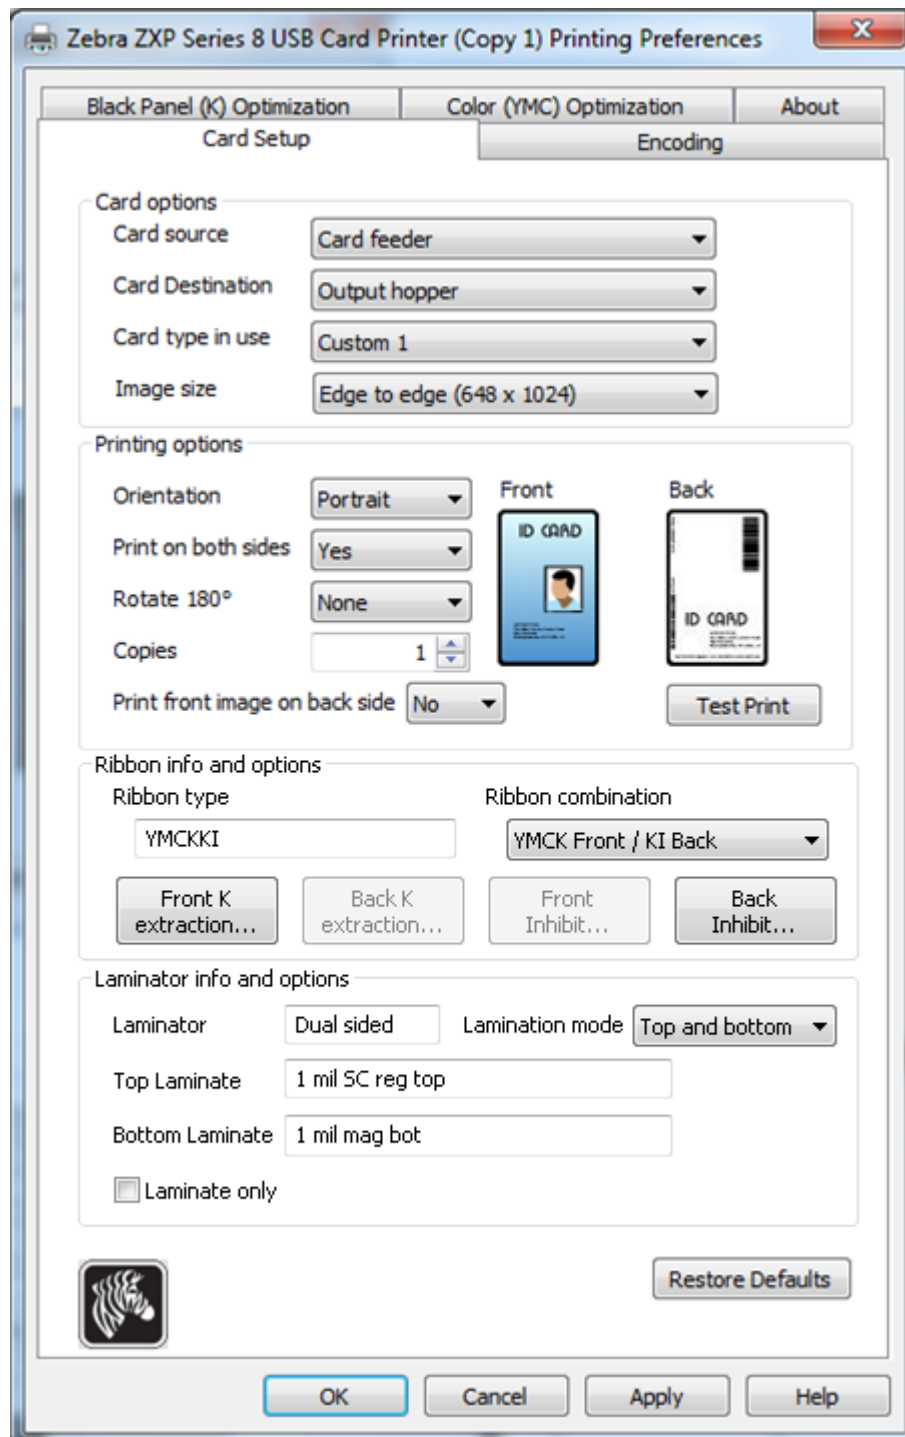 Zebra ZXP Series 8 USB Card Printer (Copy 1) Printing Preferences
Black Panel (K) Optimization Color (YMC) Optimization About
Card Setup Encoding
Card options
Card source Card feeder
Card Destination Output hopper
Card type in use Custom 1
Image size Edge to edge (648 x 1024)
Printing options
Orientation Portrait Front Back
ID CARD
Print on both sides Yes
Rotate 180° None
ID CARD
Copies 1
Print front image on back side No Test Print
Ribbon info and options
Ribbon type Ribbon combination
YMCKKI YMCK Front / KI Back
Front K extraction... Back K extraction... Front Inhibit... Back Inhibit...
Laminator info and options
Laminator Dual sided Lamination mode Top and bottom
Top Laminate 1 mil SC reg top
Bottom Laminate 1 mil mag bot
Laminate only
Restore Defaults
OK Cancel Apply Help